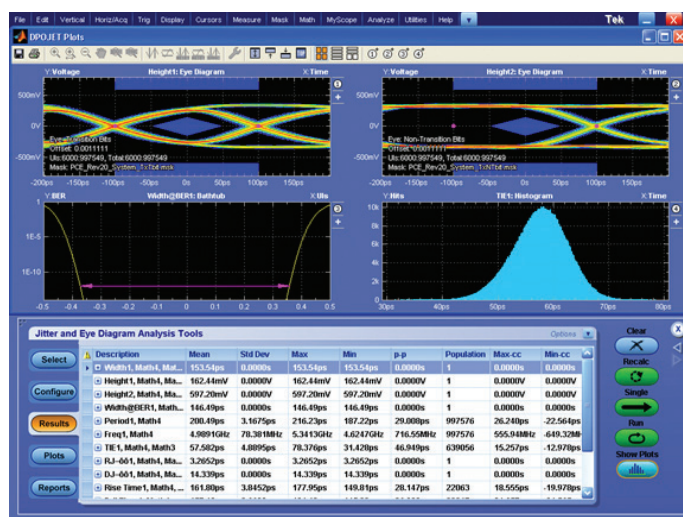 File Edit Vertical Horiz/Acq Trig Display Cursors Measure Mask Math MyScope Analyze Utilities Help Tek
DPOJET Plots
Y:Voltage Height1: Eye Diagram X:Time
500mV
0V
-500mV
Eye: Transition Bits
Offset: 0.0011111
UIs:6000:997549, Total:6000:997549
-200ps -150ps -100ps -50ps 0s 50ps 100ps 150ps
Y:Voltage Height2: Eye Diagram X:Time
500mV
0V
-500mV
Eye: Non-Transition Bits
Offset: 0.0011111
UIs:6000:997549, Total:6000:997549
-200ps -150ps -100ps -50ps 0s 50ps 100ps 150ps
Y:BER Width@BER1: Bathtub X:UIs
1E-5
1E-10
-0.5 -0.4 -0.3 -0.2 -0.1 0 0.1 0.2 0.3 0.4 0.5
Y:Hits TIE1: Histogram X:Time
10k
8k
6k
4k
2k
0
30ps 40ps 50ps 60ps 70ps 80ps
Jitter and Eye Diagram Analysis Tools Options
Select
Configure
Results
Plots
Reports
Description Mean Std Dev Max Min p-p Population Max-cc Min-cc
Width1, Math4, Mat... 153.54ps 0.0000s 153.54ps 153.54ps 0.0000s 1 0.0000s 0.0000s
Height1, Math4, Ma... 162.44mV 0.0000V 162.44mV 162.44mV 0.0000V 1 0.0000V 0.0000V
Height2, Math4, Ma... 597.20mV 0.0000V 597.20mV 597.20mV 0.0000V 1 0.0000V 0.0000V
Width@BER1, Math... 146.49ps 0.0000s 146.49ps 146.49ps 0.0000s 1 0.0000s 0.0000s
Period1, Math4 200.49ps 3.1675ps 216.23ps 187.22ps 29.008ps 997576 26.240ps -22.564ps
Freq1, Math4 4.9891GHz 78.381MHz 5.3413GHz 4.6247GHz 716.55MHz 997576 555.94MHz -649.32MH
TIE1, Math4, Math3 57.582ps 4.8895ps 78.376ps 31.428ps 46.949ps 639056 15.257ps -12.978ps
RJ-δδ1, Math4, Ma... 3.2652ps 0.0000s 3.2652ps 3.2652ps 0.0000s 1 0.0000s 0.0000s
DJ-δδ1, Math4, Ma... 14.339ps 0.0000s 14.339ps 14.339ps 0.0000s 1 0.0000s 0.0000s
Rise Time1, Math4, ... 161.80ps 3.8452ps 177.95ps 149.81ps 28.147ps 22063 18.555ps -19.978ps
Clear
Recalc
Single
Run
Show Plots